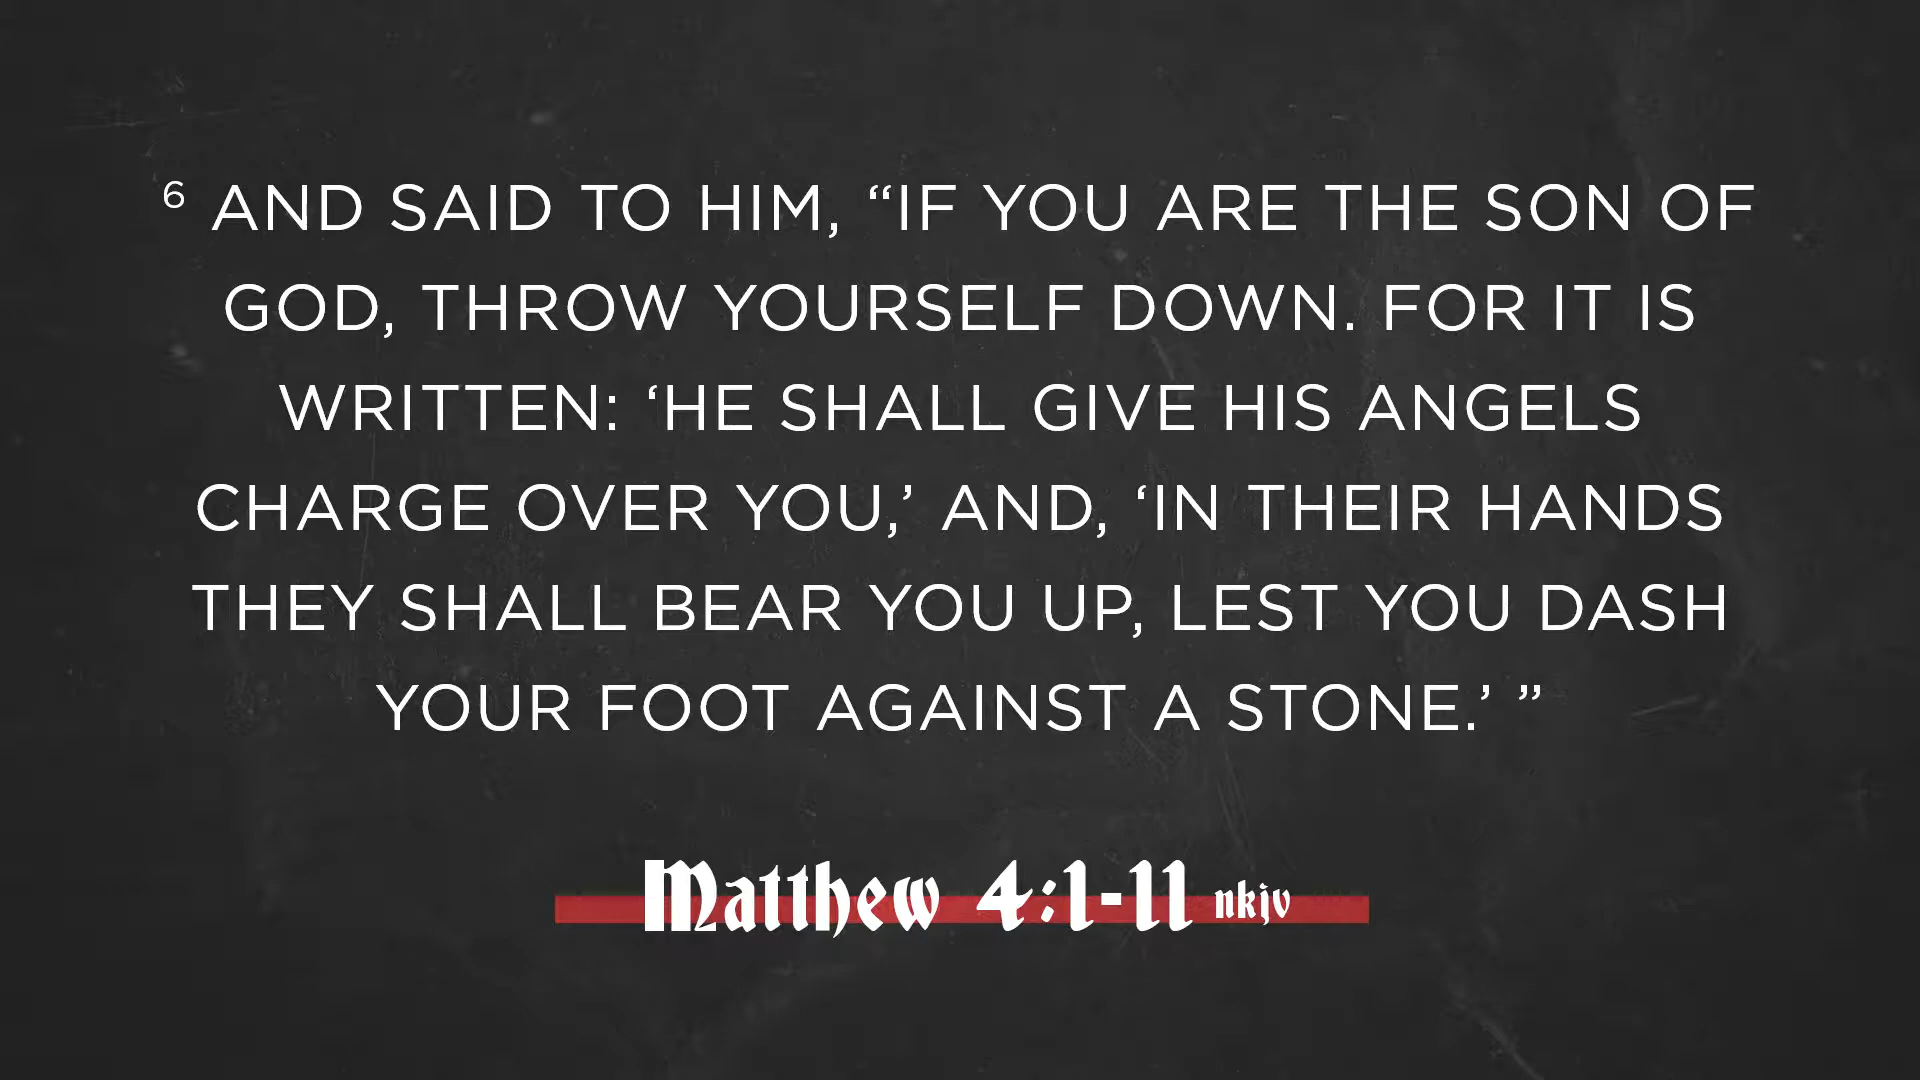 ⁶ AND SAID TO HIM, “IF YOU ARE THE SON OF
GOD, THROW YOURSELF DOWN. FOR IT IS
WRITTEN: ‘HE SHALL GIVE HIS ANGELS
CHARGE OVER YOU,’ AND, ‘IN THEIR HANDS
THEY SHALL BEAR YOU UP, LEST YOU DASH
YOUR FOOT AGAINST A STONE.’ ”
Matthew 4:1-11 nkjv